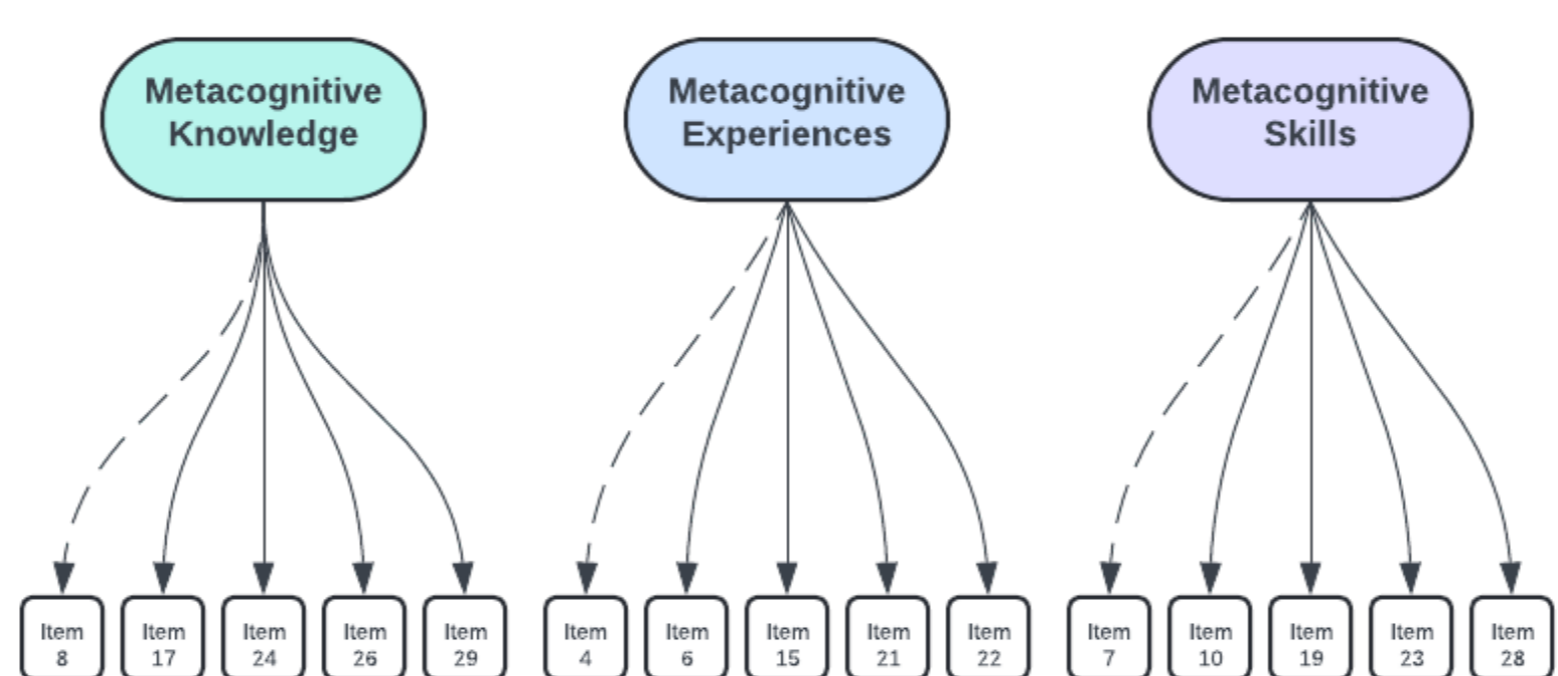 Metacognitive
Knowledge
Metacognitive
Experiences
Metacognitive
Skills
Item
8
Item
17
Item
24
Item
26
Item
29
Item
4
Item
6
Item
15
Item
21
Item
22
Item
7
Item
10
Item
19
Item
23
Item
28